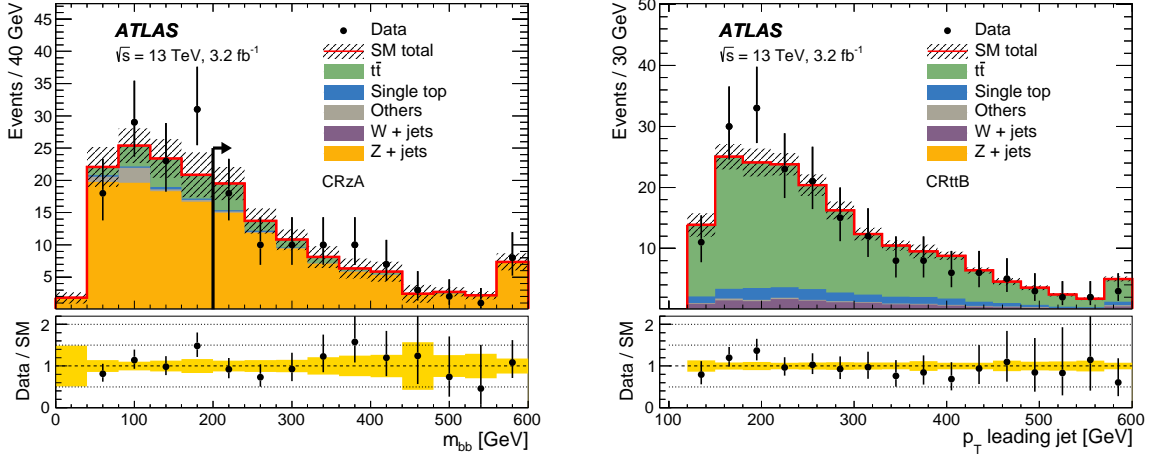 Events / 40 GeV
45
40
35
30
25
20
15
10
5
ATLAS
√s = 13 TeV, 3.2 fb⁻¹
Data
SM total
tt̄
Single top
Others
W + jets
Z + jets
CRzA
Data / SM
2
1
0
0 100 200 300 400 500 600
m_bb [GeV]
Events / 30 GeV
50
40
30
20
10
ATLAS
√s = 13 TeV, 3.2 fb⁻¹
Data
SM total
tt̄
Single top
Others
W + jets
Z + jets
CRttB
Data / SM
2
1
0
100 200 300 400 500 600
p_T leading jet [GeV]